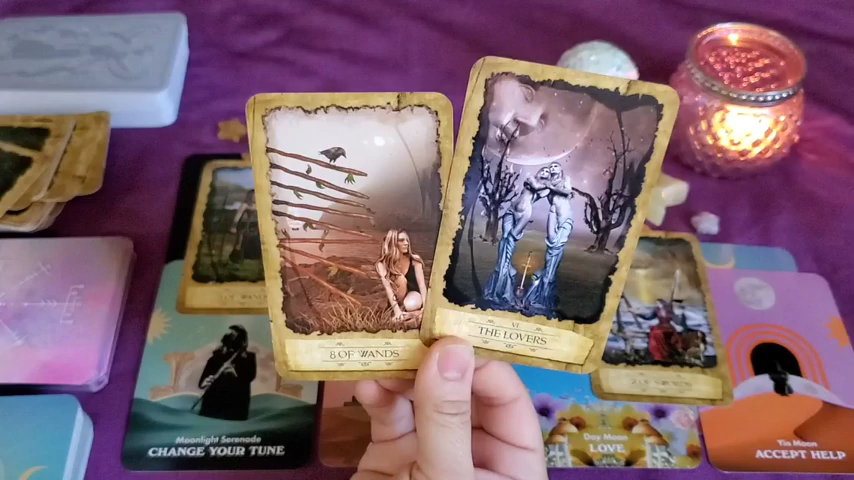 8 OF WANDS
VI
THE LOVERS
Moonlight Serenade
CHANGE YOUR TUNE
Day Moon
LOVE
Yin Moon
ACCEPT HELP